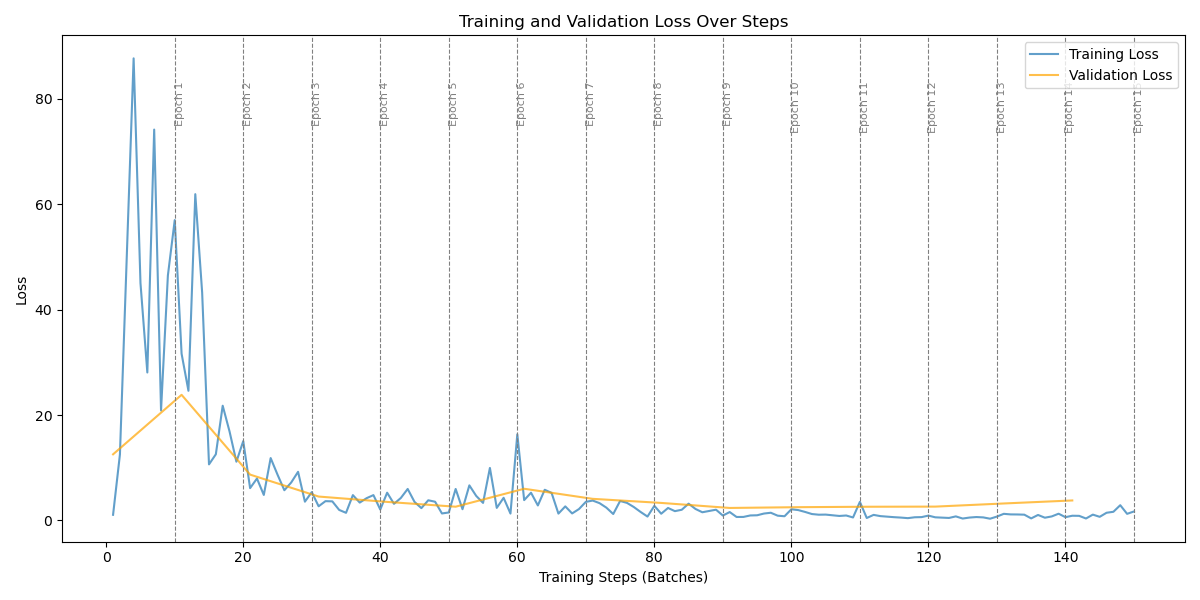 Training and Validation Loss Over Steps
Training Loss
Validation Loss
Epoch 1
Epoch 2
Epoch 3
Epoch 4
Epoch 5
Epoch 6
Epoch 7
Epoch 8
Epoch 9
Epoch 10
Epoch 11
Epoch 12
Epoch 13
Epoch
Epoch
Loss
80
60
40
20
0
0
20
40
60
80
100
120
140
Training Steps (Batches)